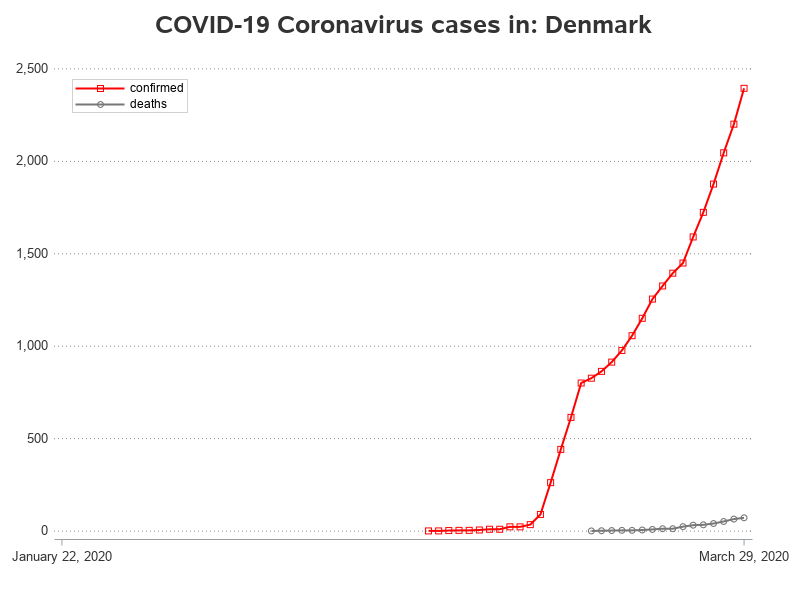 COVID-19 Coronavirus cases in: Denmark
2,500
confirmed
deaths
2,000
1,500
1,000
500
0
January 22, 2020
March 29, 2020